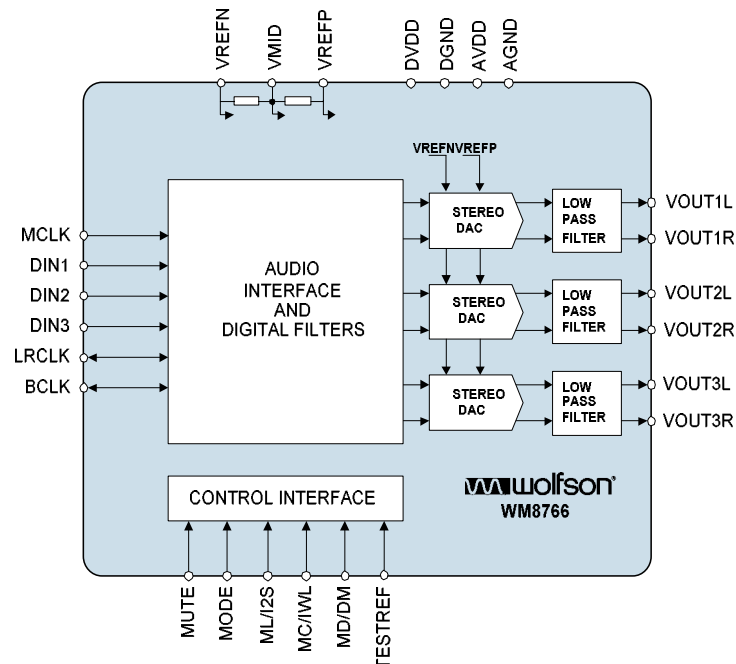 VREFN
VMID
VREFP
DVDD
DGND
AVDD
AGND
VREFNVREFP
MCLK
DIN1
DIN2
DIN3
LRCLK
BCLK
AUDIO
INTERFACE
AND
DIGITAL FILTERS
STEREO
DAC
LOW
PASS
FILTER
VOUT1L
VOUT1R
STEREO
DAC
LOW
PASS
FILTER
VOUT2L
VOUT2R
STEREO
DAC
LOW
PASS
FILTER
VOUT3L
VOUT3R
CONTROL INTERFACE
wolfson
WM8766
MUTE
MODE
ML/I2S
MC/IWL
MD/DM
TESTREF